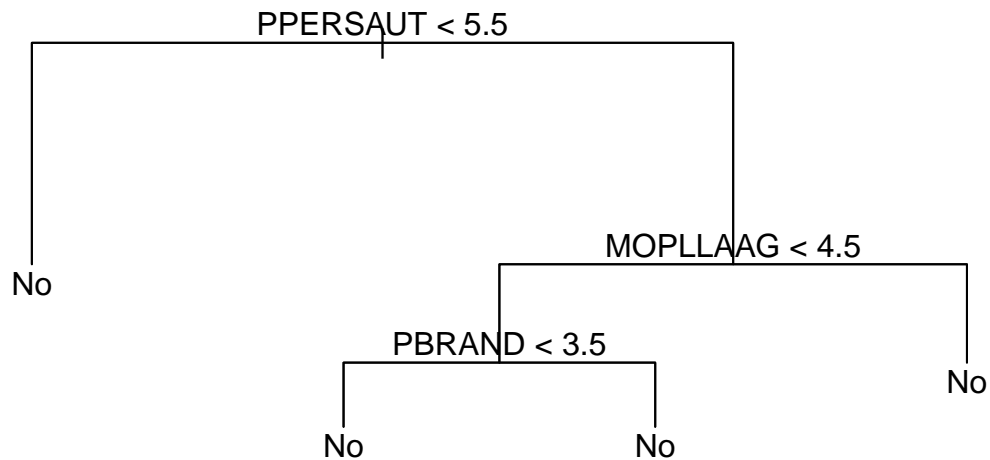 PPERSAUT < 5.5
MOPLLAAG < 4.5
No
PBRAND < 3.5
No
No
No